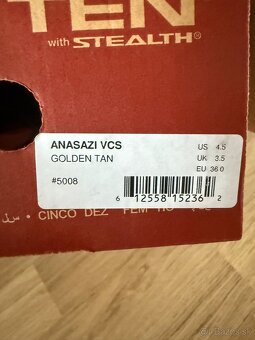 TEN
with STEALTH®
ANASAZI VCS
GOLDEN TAN
#5008
US 4.5
UK 3.5
EU 36 0
6 12558 15236 2
CINCO DEZ